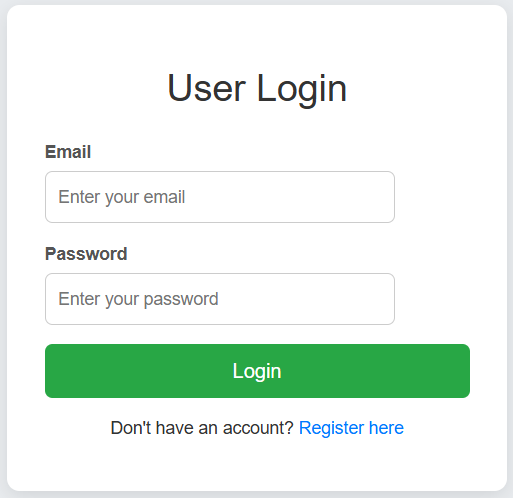 User Login
Email
Enter your email
Password
Enter your password
Login
Don't have an account? Register here